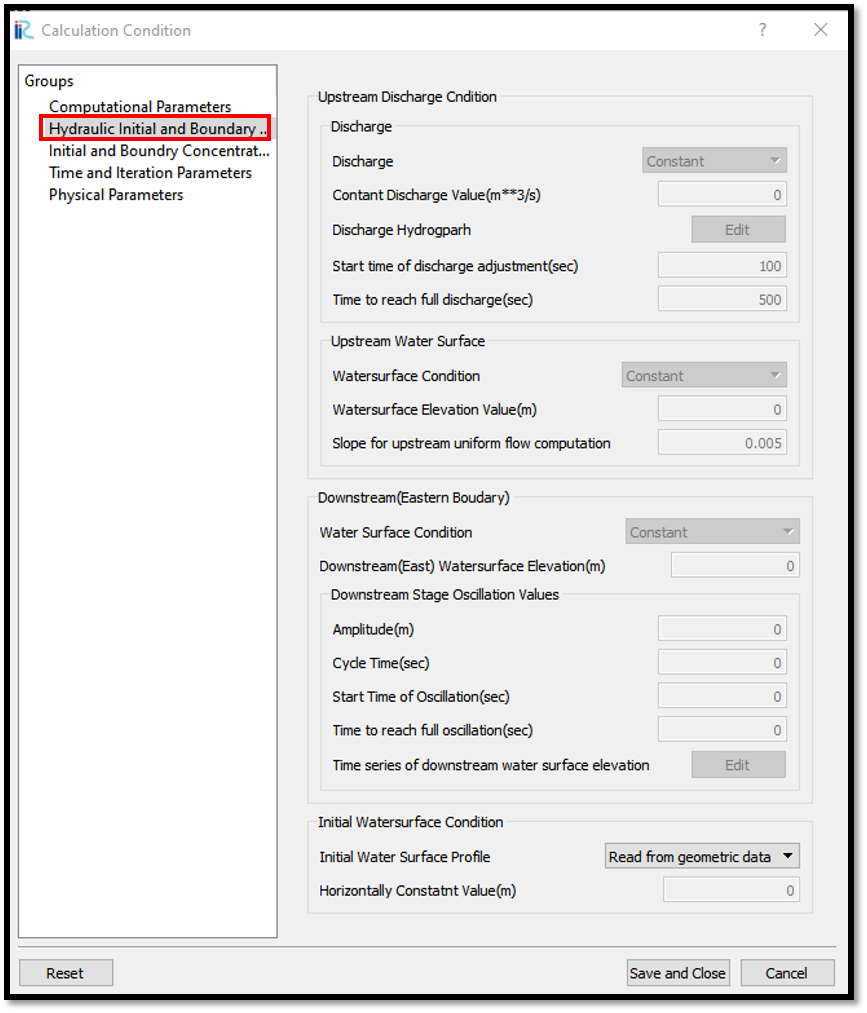 Calculation Condition
?
Groups
Computational Parameters
Hydraulic Initial and Boundary ...
Initial and Boundry Concentrat...
Time and Iteration Parameters
Physical Parameters
Upstream Discharge Cndition
Discharge
Discharge Constant
Contant Discharge Value(m**3/s) 0
Discharge Hydrogparh Edit
Start time of discharge adjustment(sec) 100
Time to reach full discharge(sec) 500
Upstream Water Surface
Watersurface Condition Constant
Watersurface Elevation Value(m) 0
Slope for upstream uniform flow computation 0.005
Downstream(Eastern Boudary)
Water Surface Condition Constant
Downstream(East) Watersurface Elevation(m) 0
Downstream Stage Oscillation Values
Amplitude(m) 0
Cycle Time(sec) 0
Start Time of Oscillation(sec) 0
Time to reach full oscillation(sec) 0
Time series of downstream water surface elevation Edit
Initial Watersurface Condition
Initial Water Surface Profile Read from geometric data
Horizontally Constatnt Value(m) 0
Reset Save and Close Cancel